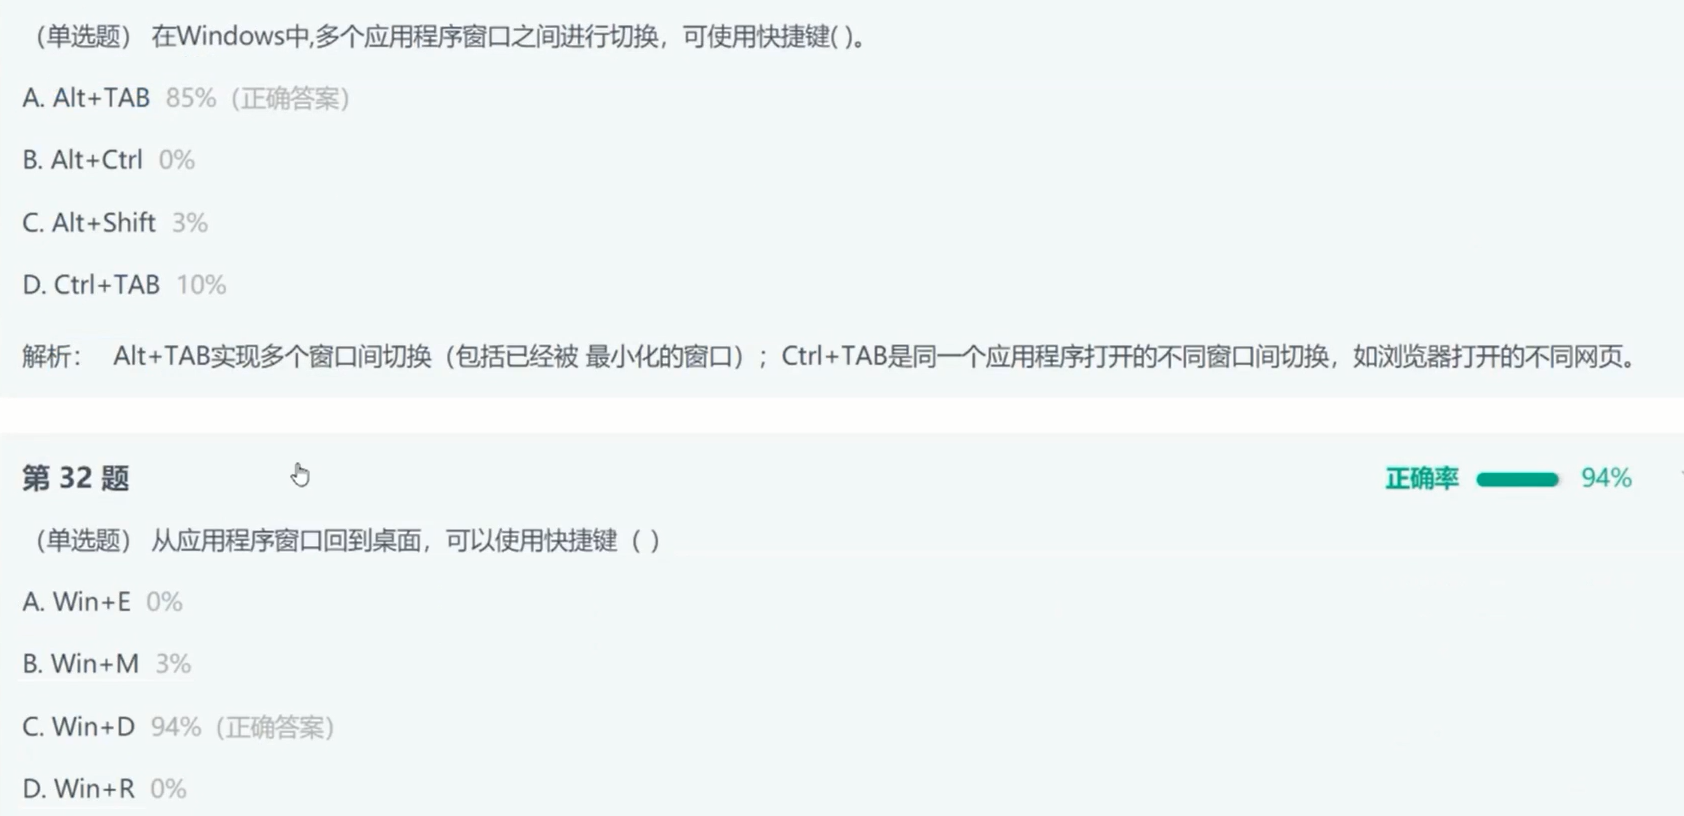 （单选题） 在Windows中,多个应用程序窗口之间进行切换，可使用快捷键( )。
A. Alt+TAB 85% (正确答案)
B. Alt+Ctrl 0%
C. Alt+Shift 3%
D. Ctrl+TAB 10%
解析： Alt+TAB实现多个窗口间切换（包括已经被 最小化的窗口）；Ctrl+TAB是同一个应用程序打开的不同窗口间切换，如浏览器打开的不同网页。
第 32 题 正确率 94%
（单选题） 从应用程序窗口回到桌面，可以使用快捷键（ ）
A. Win+E 0%
B. Win+M 3%
C. Win+D 94% (正确答案)
D. Win+R 0%